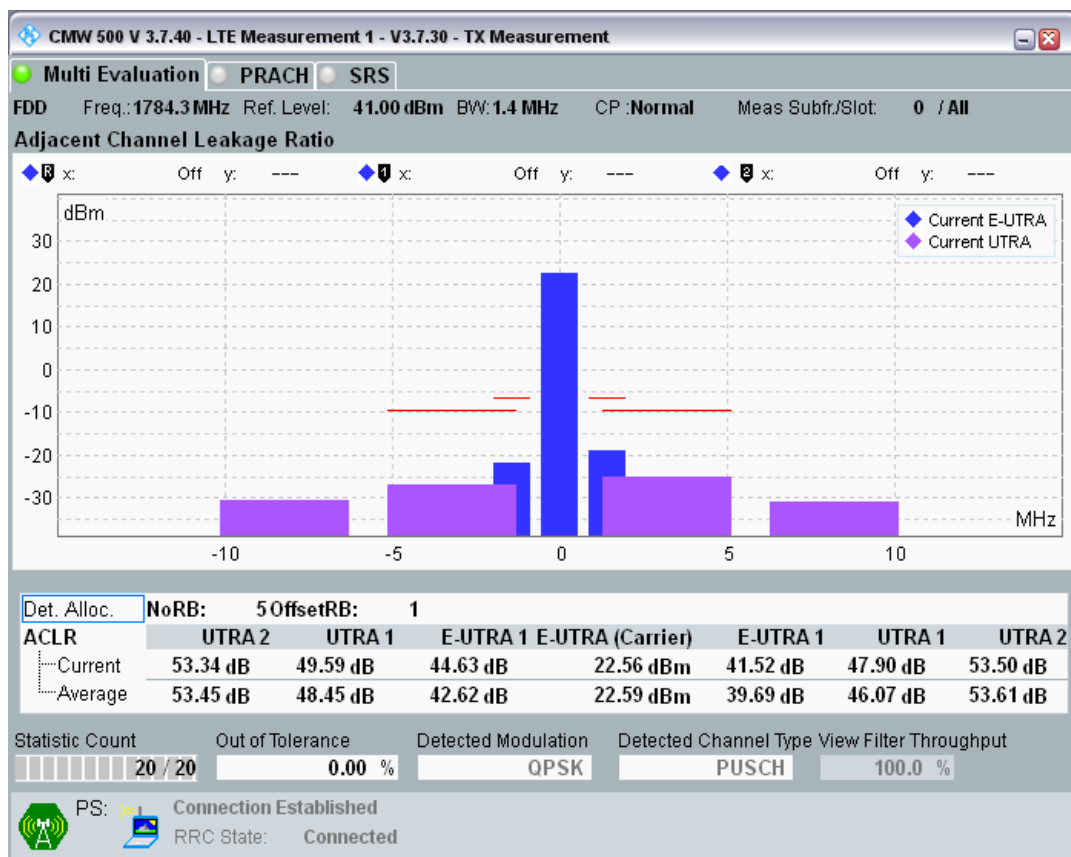 CMW 500 V 3.7.40 - LTE Measurement 1 - V3.7.30 - TX Measurement
Multi Evaluation PRACH SRS
FDD Freq.: 1784.3 MHz Ref. Level: 41.00 dBm BW: 1.4 MHz CP :Normal Meas Subfr./Slot: 0 / All
Adjacent Channel Leakage Ratio
R x: Off y: --- 1 x: Off y: --- 2 x: Off y: ---
dBm
Current E-UTRA
Current UTRA
30
20
10
0
-10
-20
-30
MHz
-10 -5 0 5 10
Det. Alloc. NoRB: 5 OffsetRB: 1
ACLR UTRA 2 UTRA 1 E-UTRA 1 E-UTRA (Carrier) E-UTRA 1 UTRA 1 UTRA 2
Current 53.34 dB 49.59 dB 44.63 dB 22.56 dBm 41.52 dB 47.90 dB 53.50 dB
Average 53.45 dB 48.45 dB 42.62 dB 22.59 dBm 39.69 dB 46.07 dB 53.61 dB
Statistic Count Out of Tolerance Detected Modulation Detected Channel Type View Filter Throughput
20 / 20 0.00 % QPSK PUSCH 100.0 %
PS: Connection Established
RRC State: Connected